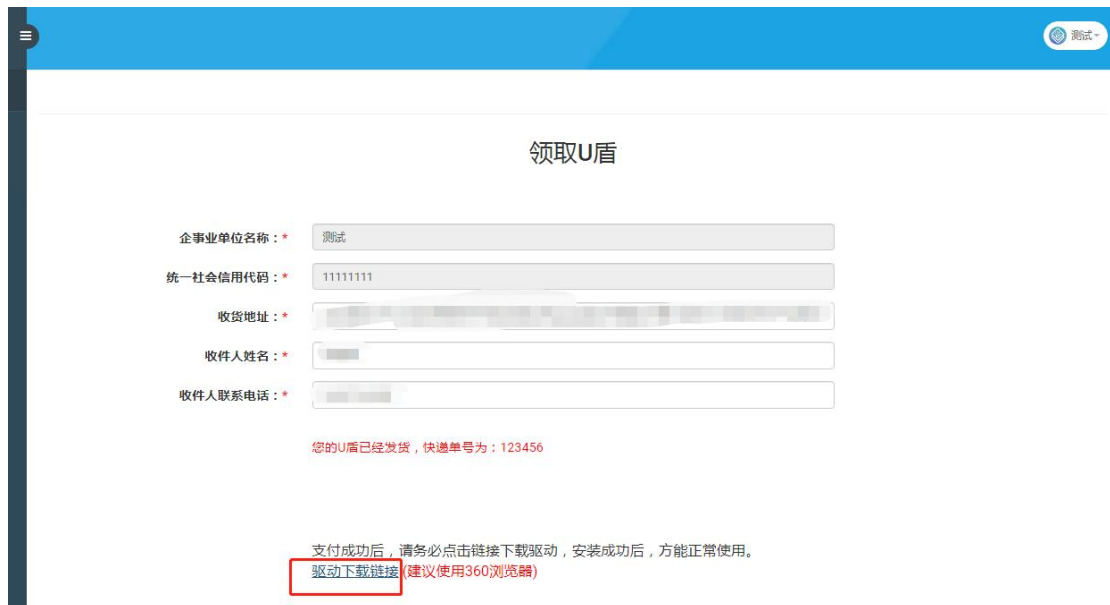 测试
领取U盾
企事业单位名称：* 测试
统一社会信用代码：* 11111111
收货地址：*
收件人姓名：*
收件人联系电话：*
您的U盾已经发货，快递单号为：123456
支付成功后，请务必点击链接下载驱动，安装成功后，方能正常使用。
驱动下载链接(建议使用360浏览器)